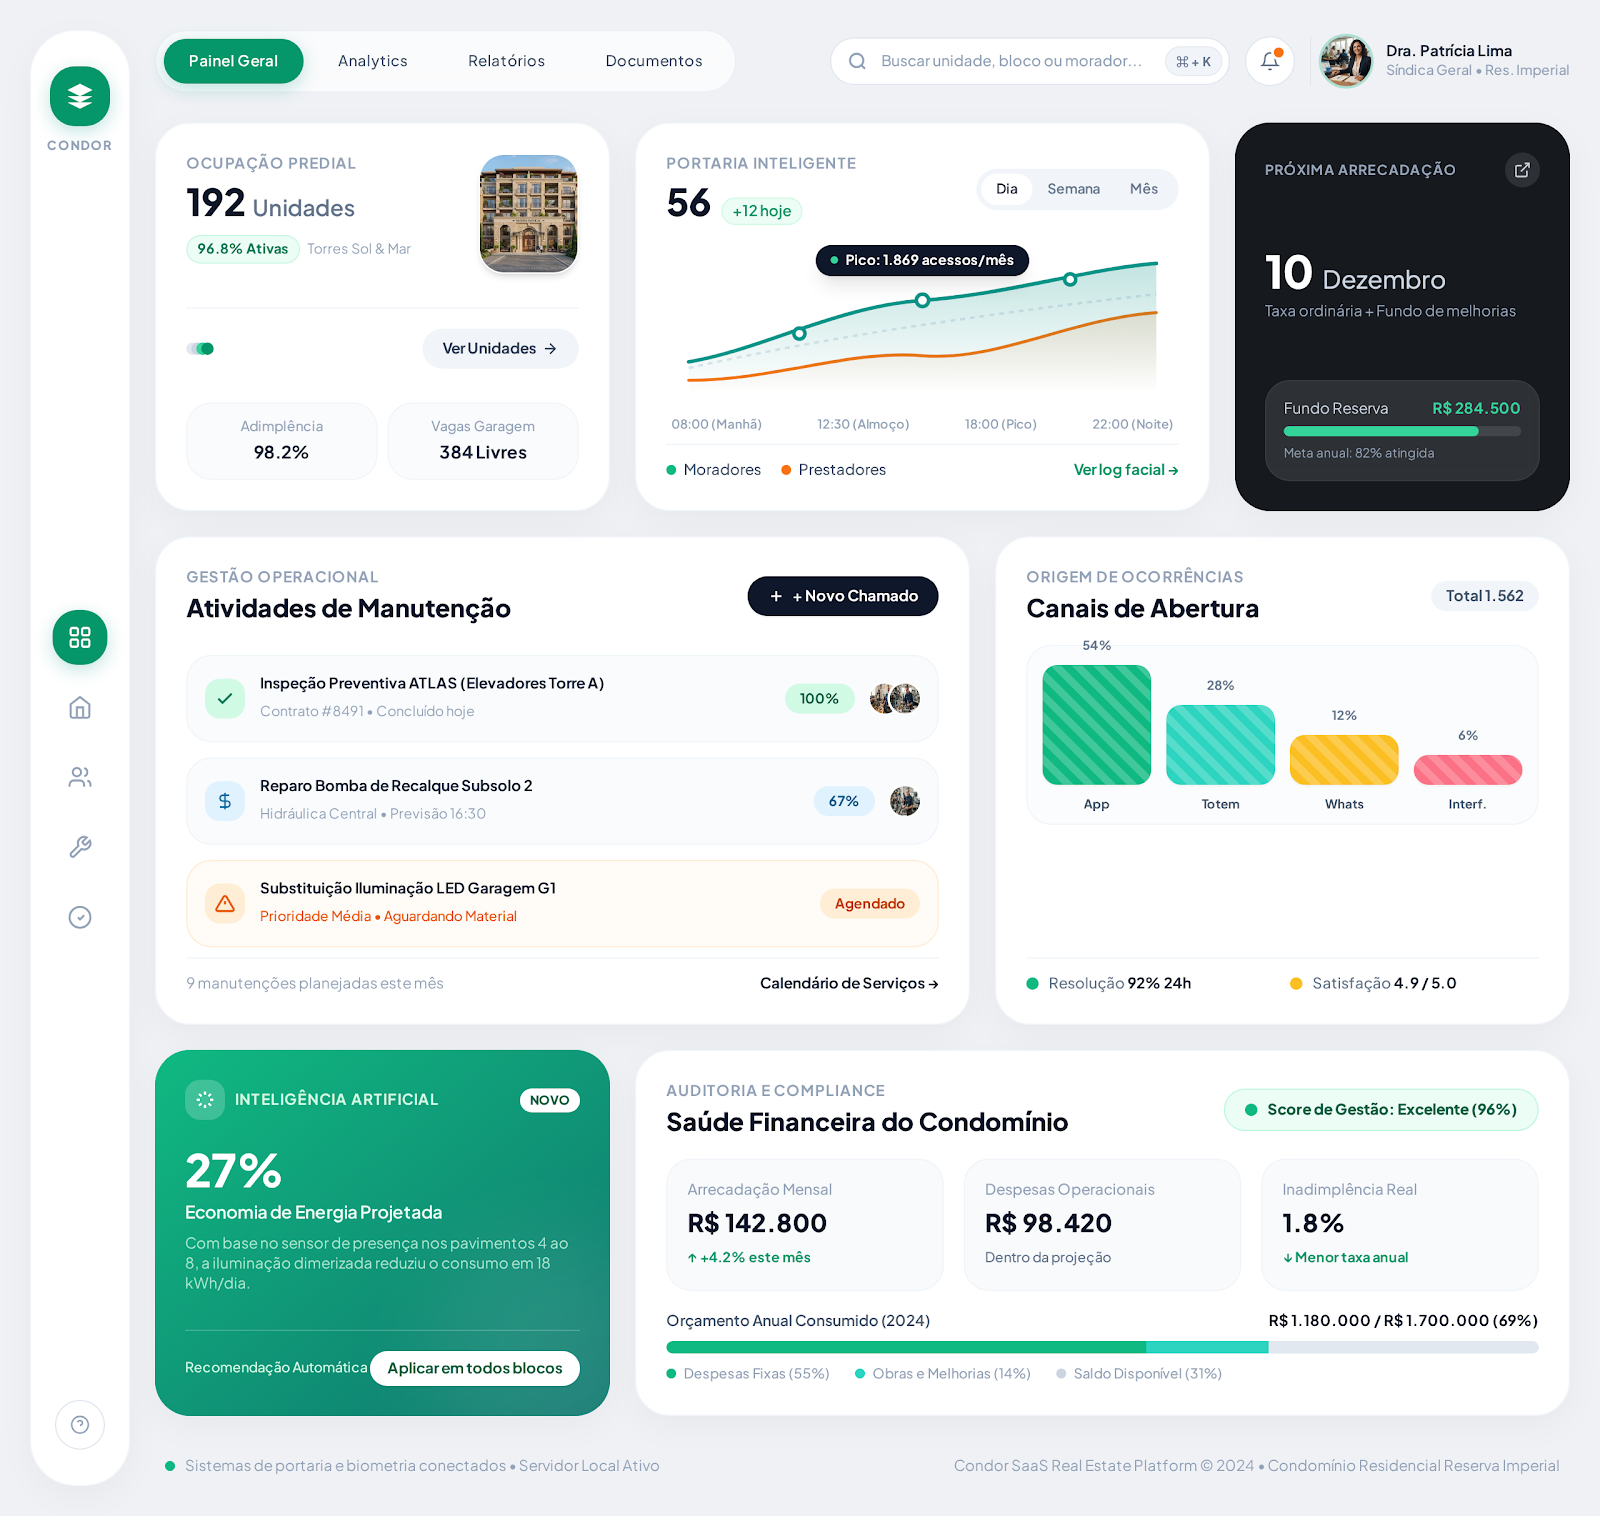 CONDOR
Painel Geral
Analytics
Relatórios
Documentos
Buscar unidade, bloco ou morador...
⌘ + K
Dra. Patrícia Lima
Síndica Geral • Res. Imperial
OCUPAÇÃO PREDIAL
192 Unidades
96.8% Ativas
Torres Sol & Mar
Ver Unidades →
Adimplência
98.2%
Vagas Garagem
384 Livres
PORTARIA INTELIGENTE
56 +12 hoje
Dia
Semana
Mês
Pico: 1.869 acessos/mês
08:00 (Manhã)
12:30 (Almoço)
18:00 (Pico)
22:00 (Noite)
Moradores
Prestadores
Ver log facial →
PRÓXIMA ARRECADAÇÃO
10 Dezembro
Taxa ordinária + Fundo de melhorias
Fundo Reserva R$ 284.500
Meta anual: 82% atingida
GESTÃO OPERACIONAL
Atividades de Manutenção
+ + Novo Chamado
Inspeção Preventiva ATLAS (Elevadores Torre A)
Contrato #8491 • Concluído hoje
100%
Reparo Bomba de Recalque Subsolo 2
Hidráulica Central • Previsão 16:30
67%
Substituição Iluminação LED Garagem G1
Prioridade Média • Aguardando Material
Agendado
9 manutenções planejadas este mês
Calendário de Serviços →
ORIGEM DE OCORRÊNCIAS
Canais de Abertura
Total 1.562
54%
28%
12%
6%
App
Totem
Whats
Interf.
Resolução 92% 24h
Satisfação 4.9 / 5.0
INTELIGÊNCIA ARTIFICIAL
NOVO
27%
Economia de Energia Projetada
Com base no sensor de presença nos pavimentos 4 ao
8, a iluminação dimerizada reduziu o consumo em 18
kWh/dia.
Recomendação Automática
Aplicar em todos blocos
AUDITORIA E COMPLIANCE
Saúde Financeira do Condomínio
Score de Gestão: Excelente (96%)
Arrecadação Mensal
R$ 142.800
↑ +4.2% este mês
Despesas Operacionais
R$ 98.420
Dentro da projeção
Inadimplência Real
1.8%
↓ Menor taxa anual
Orçamento Anual Consumido (2024)
R$ 1.180.000 / R$ 1.700.000 (69%)
Despesas Fixas (55%)
Obras e Melhorias (14%)
Saldo Disponível (31%)
Sistemas de portaria e biometria conectados • Servidor Local Ativo
Condor SaaS Real Estate Platform © 2024 • Condomínio Residencial Reserva Imperial